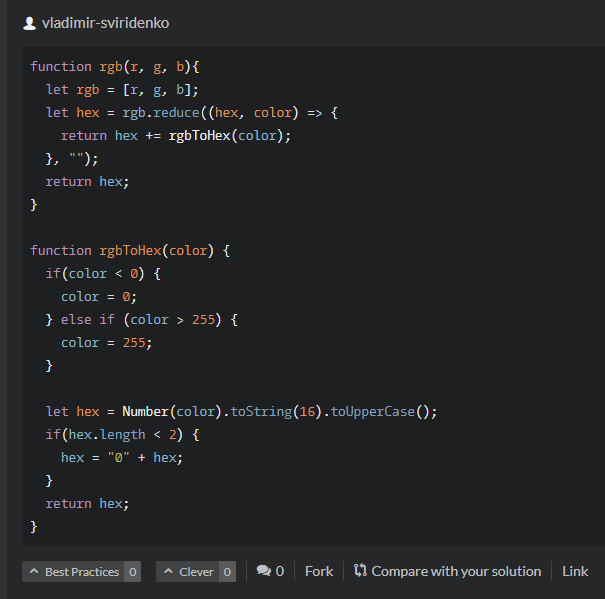 vladimir-sviridenko
function rgb(r, g, b){
  let rgb = [r, g, b];
  let hex = rgb.reduce((hex, color) => {
    return hex += rgbToHex(color);
  }, "");
  return hex;
}

function rgbToHex(color) {
  if(color < 0) {
    color = 0;
  } else if (color > 255) {
    color = 255;
  }

  let hex = Number(color).toString(16).toUpperCase();
  if(hex.length < 2) {
    hex = "0" + hex;
  }
  return hex;
}
Best Practices 0 Clever 0 0 Fork Compare with your solution Link